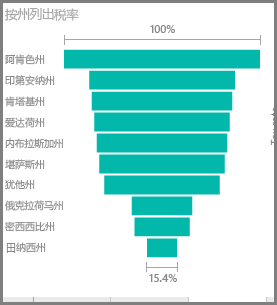 按州列出税率
100%
阿肯色州
印第安纳州
肯塔基州
爱达荷州
内布拉斯加州
堪萨斯州
犹他州
俄克拉荷马州
密西西比州
田纳西州
15.4%